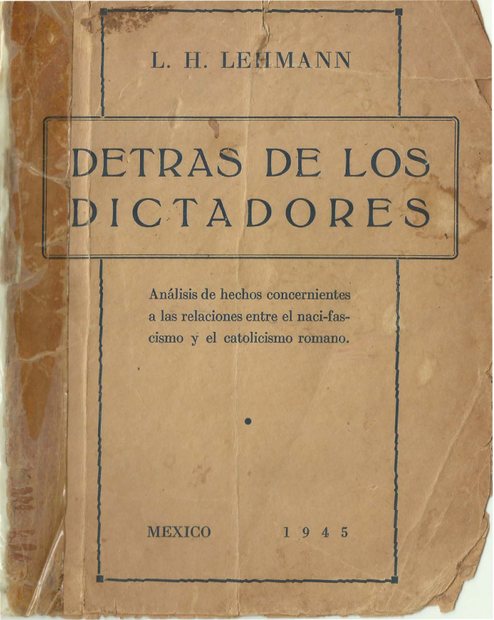 L. H. LEHMANN
DETRAS DE LOS
DICTADORES
Análisis de hechos concernientes
a las relaciones entre el naci-fas-
cismo y el catolicismo romano.
MEXICO 1945